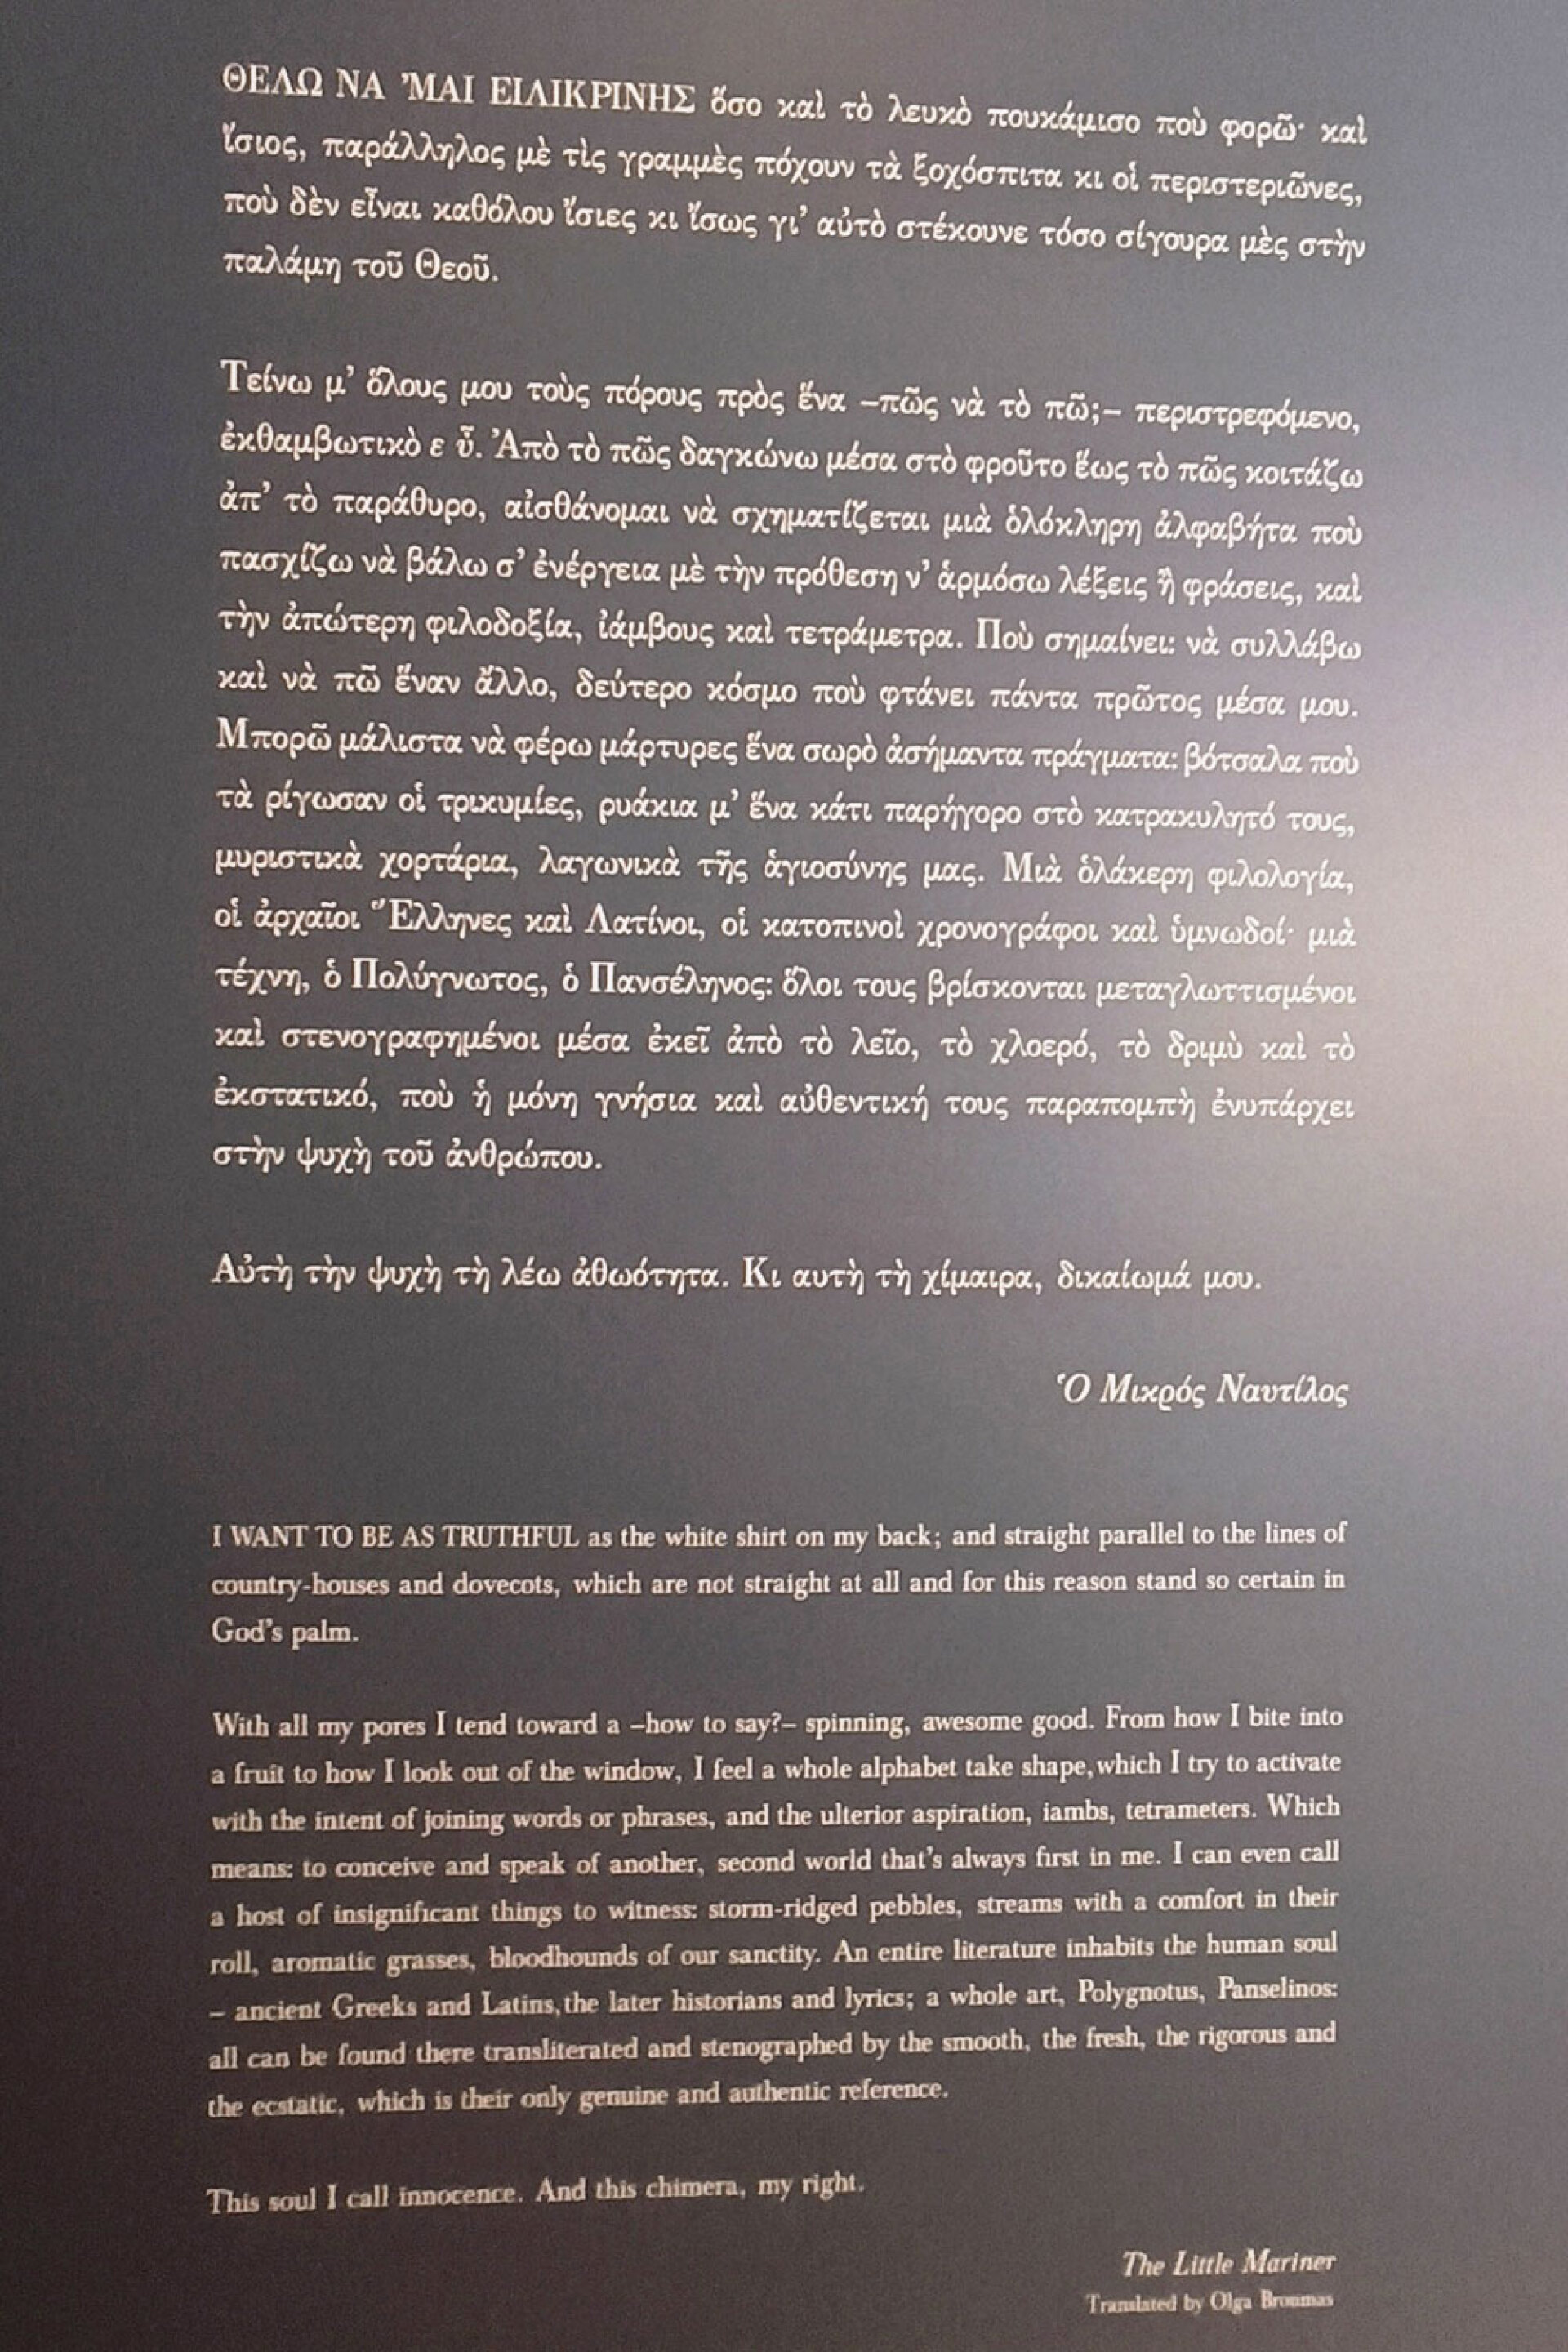 ΘΕΛΩ ΝΑ ’ΜΑΙ ΕΙΛΙΚΡΙΝΗΣ ὅσο καὶ τὸ λευκὸ πουκάμισο ποὺ φορῶ· καὶ
ἴσιος, παράλληλος μὲ τὶς γραμμὲς πόχουν τὰ ξοχόσπιτα κι οἱ περιστεριῶνες,
ποὺ δὲν εἶναι καθόλου ἴσιες κι ἴσως γι’ αὐτὸ στέκουνε τόσο σίγουρα μὲς στὴν
παλάμη τοῦ Θεοῦ.
Τείνω μ’ ὅλους μου τοὺς πόρους πρὸς ἕνα –πῶς νὰ τὸ πῶ;– περιστρεφόμενο,
ἐκθαμβωτικὸ ε ὖ. Ἀπὸ τὸ πῶς δαγκώνω μέσα στὸ φροῦτο ἕως τὸ πῶς κοιτάζω
ἀπ’ τὸ παράθυρο, αἰσθάνομαι νὰ σχηματίζεται μιὰ ὁλόκληρη ἀλφαβήτα ποὺ
πασχίζω νὰ βάλω σ’ ἐνέργεια μὲ τὴν πρόθεση ν’ ἁρμόσω λέξεις ἢ φράσεις, καὶ
τὴν ἀπώτερη φιλοδοξία, ἰάμβους καὶ τετράμετρα. Ποὺ σημαίνει: νὰ συλλάβω
καὶ νὰ πῶ ἕναν ἄλλο, δεύτερο κόσμο ποὺ φτάνει πάντα πρῶτος μέσα μου.
Μπορῶ μάλιστα νὰ φέρω μάρτυρες ἕνα σωρὸ ἀσήμαντα πράγματα: βότσαλα ποὺ
τὰ ρίγωσαν οἱ τρικυμίες, ρυάκια μ’ ἕνα κάτι παρήγορο στὸ κατρακυλητό τους,
μυριστικὰ χορτάρια, λαγωνικὰ τῆς ἁγιοσύνης μας. Μιὰ ὁλάκερη φιλολογία,
οἱ ἀρχαῖοι Ἕλληνες καὶ Λατίνοι, οἱ κατοπινοὶ χρονογράφοι καὶ ὑμνωδοί· μιὰ
τέχνη, ὁ Πολύγνωτος, ὁ Πανσέληνος: ὅλοι τους βρίσκονται μεταγλωττισμένοι
καὶ στενογραφημένοι μέσα ἐκεῖ ἀπὸ τὸ λεῖο, τὸ χλοερό, τὸ δριμὺ καὶ τὸ
ἐκστατικό, ποὺ ἡ μόνη γνήσια καὶ αὐθεντική τους παραπομπὴ ἐνυπάρχει
στὴν ψυχὴ τοῦ ἀνθρώπου.
Αὐτὴ τὴν ψυχὴ τὴ λέω ἀθωότητα. Κι αυτὴ τὴ χίμαιρα, δικαίωμά μου.
Ὁ Μικρός Ναυτίλος
I WANT TO BE AS TRUTHFUL as the white shirt on my back; and straight parallel to the lines of
country-houses and dovecots, which are not straight at all and for this reason stand so certain in
God’s palm.
With all my pores I tend toward a –how to say?– spinning, awesome good. From how I bite into
a fruit to how I look out of the window, I feel a whole alphabet take shape, which I try to activate
with the intent of joining words or phrases, and the ulterior aspiration, iambs, tetrameters. Which
means: to conceive and speak of another, second world that’s always first in me. I can even call
a host of insignificant things to witness: storm-ridged pebbles, streams with a comfort in their
roll, aromatic grasses, bloodhounds of our sanctity. An entire literature inhabits the human soul
– ancient Greeks and Latins, the later historians and lyrics; a whole art, Polygnotus, Panselinos:
all can be found there transliterated and stenographed by the smooth, the fresh, the rigorous and
the ecstatic, which is their only genuine and authentic reference.
This soul I call innocence. And this chimera, my right.
The Little Mariner
Translated by Olga Broumas